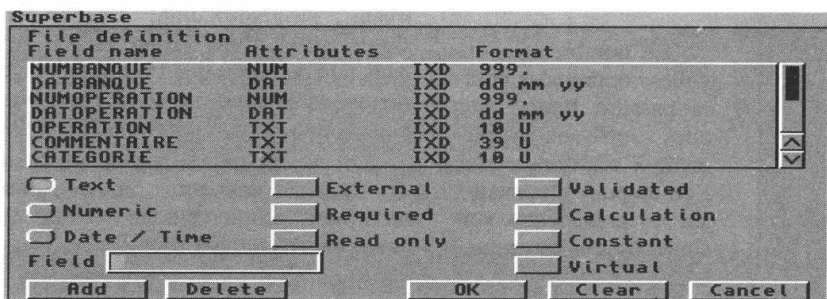 Superbase
File definition
Field name Attributes Format
NUMBANQUE NUM IXD 999.
DATBANQUE DAT IXD dd mm yy
NUMOPERATION NUM IXD 999.
DATOPERATION DAT IXD dd mm yy
OPERATION TXT IXD 10 U
COMMENTAIRE TXT IXD 39 U
CATEGORIE TXT IXD 10 U
Text External Validated
Numeric Required Calculation
Date / Time Read only Constant
Field Virtual
Add Delete OK Clear Cancel